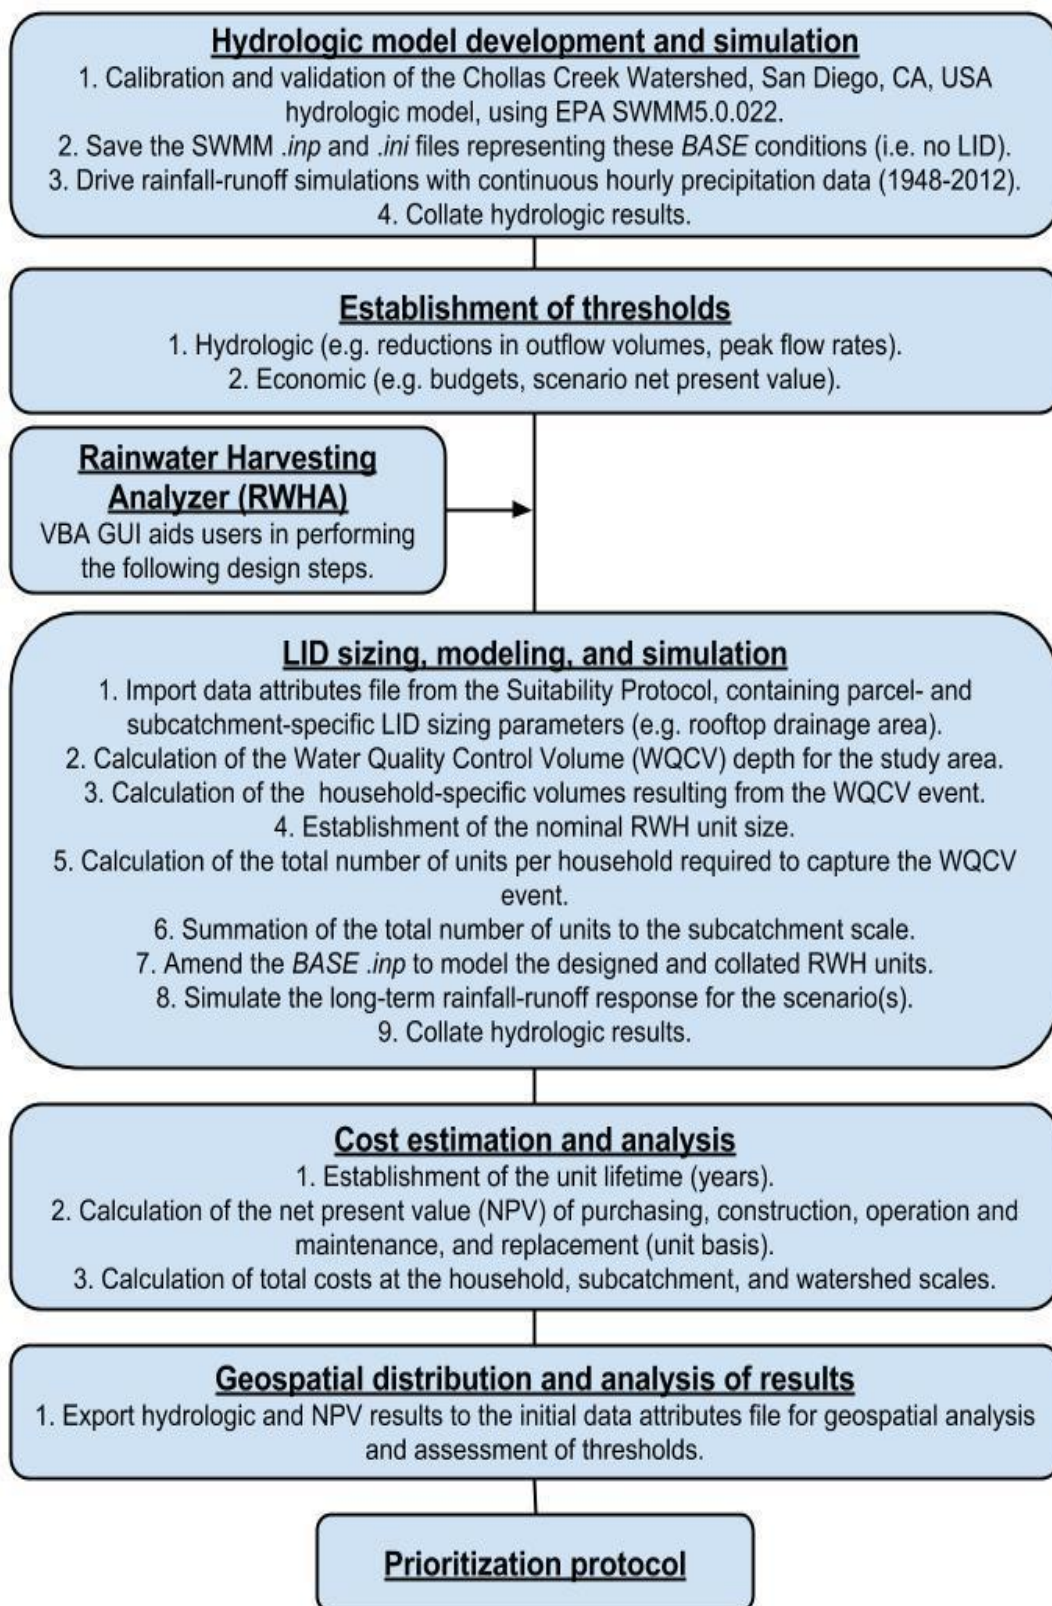 Hydrologic model development and simulation
1. Calibration and validation of the Chollas Creek Watershed, San Diego, CA, USA
hydrologic model, using EPA SWMM5.0.022.
2. Save the SWMM .inp and .ini files representing these BASE conditions (i.e. no LID).
3. Drive rainfall-runoff simulations with continuous hourly precipitation data (1948-2012).
4. Collate hydrologic results.
Establishment of thresholds
1. Hydrologic (e.g. reductions in outflow volumes, peak flow rates).
2. Economic (e.g. budgets, scenario net present value).
Rainwater Harvesting
Analyzer (RWHA)
VBA GUI aids users in performing
the following design steps.
LID sizing, modeling, and simulation
1. Import data attributes file from the Suitability Protocol, containing parcel- and
subcatchment-specific LID sizing parameters (e.g. rooftop drainage area).
2. Calculation of the Water Quality Control Volume (WQCV) depth for the study area.
3. Calculation of the household-specific volumes resulting from the WQCV event.
4. Establishment of the nominal RWH unit size.
5. Calculation of the total number of units per household required to capture the WQCV
event.
6. Summation of the total number of units to the subcatchment scale.
7. Amend the BASE .inp to model the designed and collated RWH units.
8. Simulate the long-term rainfall-runoff response for the scenario(s).
9. Collate hydrologic results.
Cost estimation and analysis
1. Establishment of the unit lifetime (years).
2. Calculation of the net present value (NPV) of purchasing, construction, operation and
maintenance, and replacement (unit basis).
3. Calculation of total costs at the household, subcatchment, and watershed scales.
Geospatial distribution and analysis of results
1. Export hydrologic and NPV results to the initial data attributes file for geospatial analysis
and assessment of thresholds.
Prioritization protocol